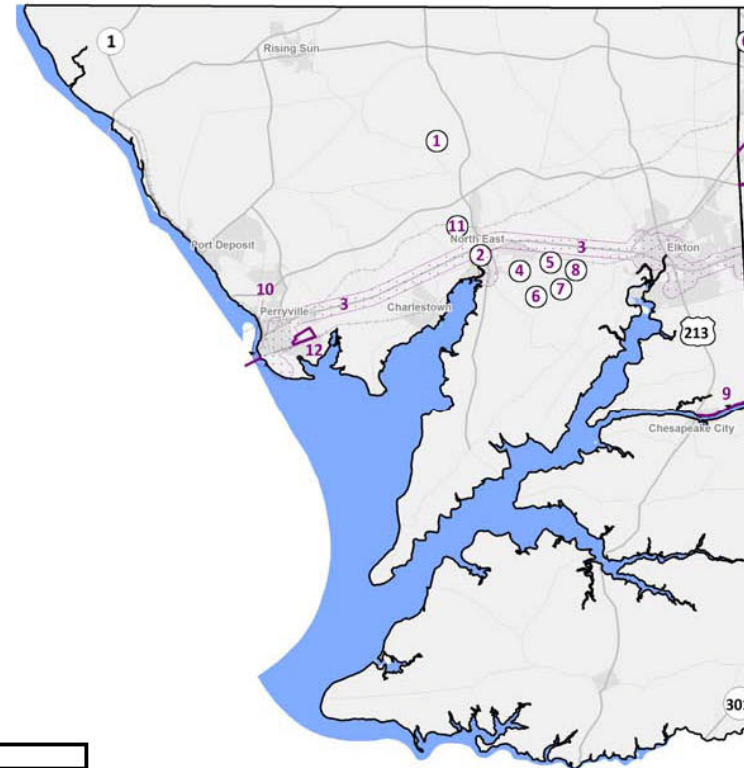 1
Rising Sun
1
11
North East
2
3
Elkton
Port Deposit
4
5
8
10
6
7
3
Perryville
Charlestown
12
213
9
Chesapeake City